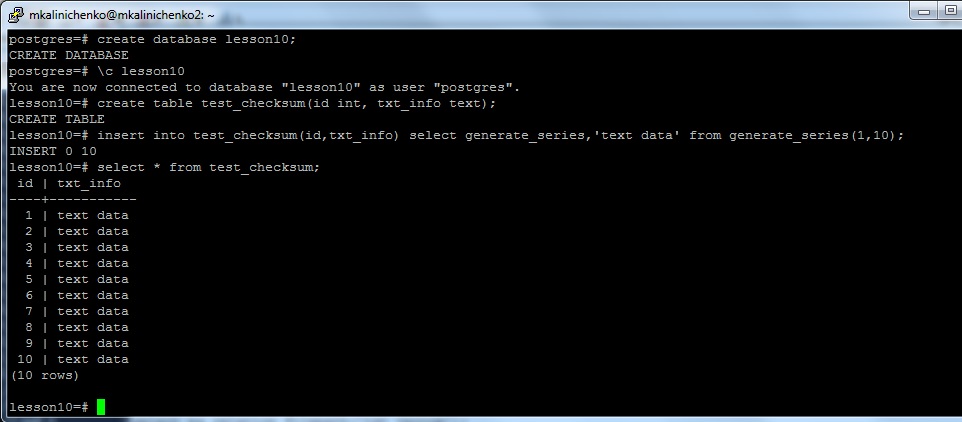 mkalinichenko@mkalinichenko2: ~
postgres=# create database lesson10;
CREATE DATABASE
postgres=# \c lesson10
You are now connected to database "lesson10" as user "postgres".
lesson10=# create table test_checksum(id int, txt_info text);
CREATE TABLE
lesson10=# insert into test_checksum(id,txt_info) select generate_series,'text data' from generate_series(1,10);
INSERT 0 10
lesson10=# select * from test_checksum;
 id | txt_info
----+-----------
  1 | text data
  2 | text data
  3 | text data
  4 | text data
  5 | text data
  6 | text data
  7 | text data
  8 | text data
  9 | text data
 10 | text data
(10 rows)
lesson10=#